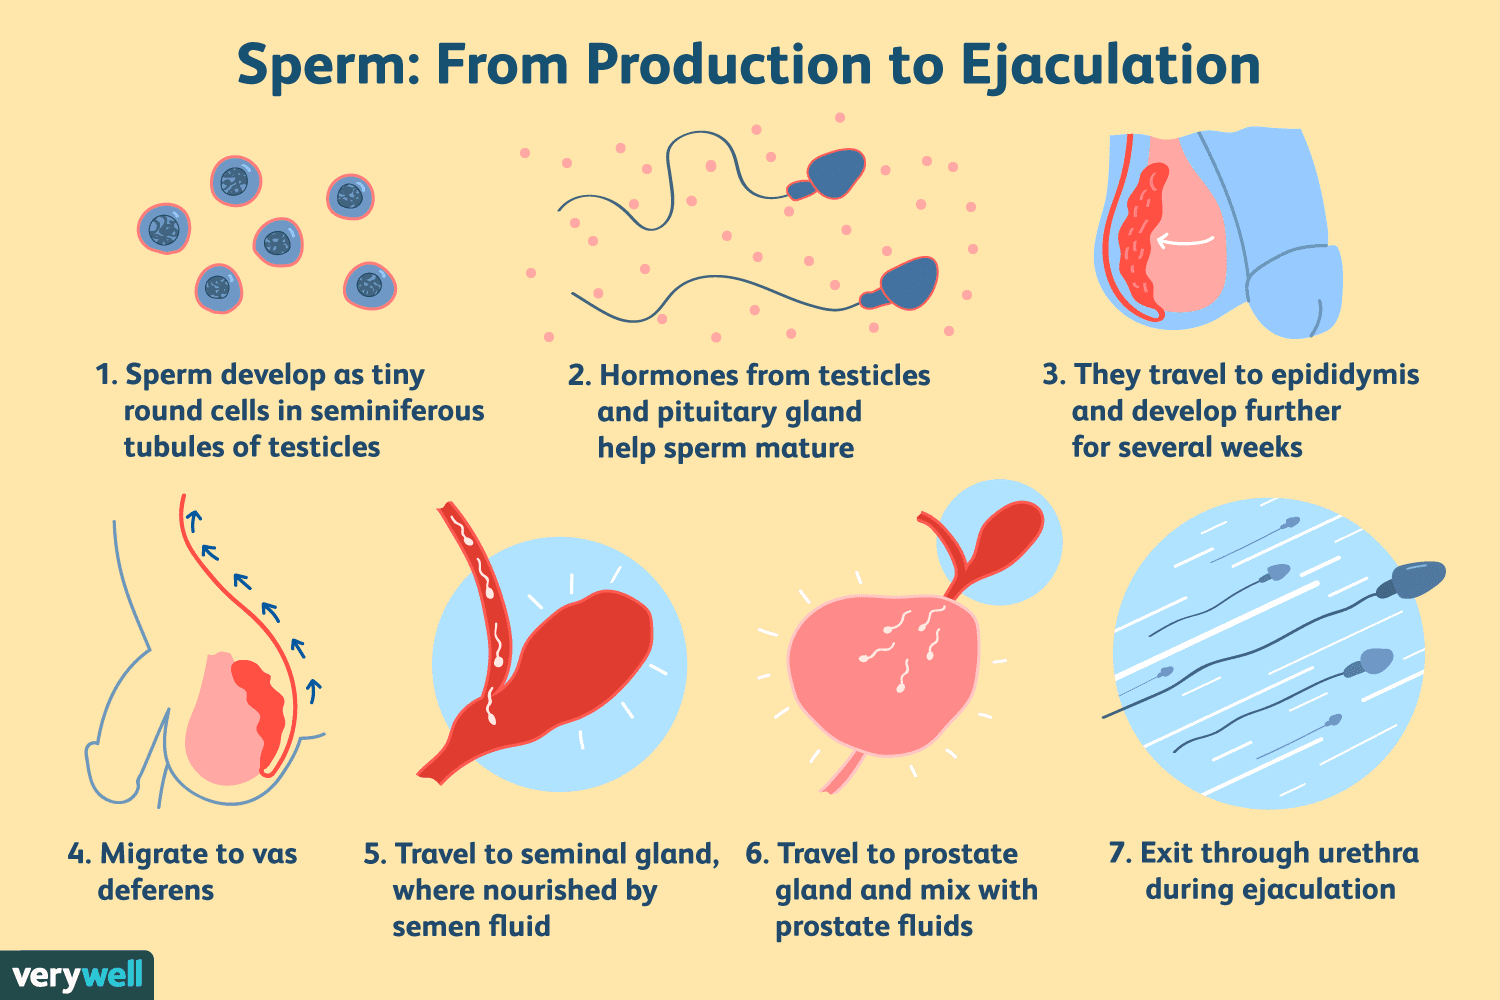 Sperm: From Production to Ejaculation
1. Sperm develop as tiny
round cells in seminiferous
tubules of testicles
2. Hormones from testicles
and pituitary gland
help sperm mature
3. They travel to epididymis
and develop further
for several weeks
4. Migrate to vas
deferens
5. Travel to seminal gland,
where nourished by
semen fluid
6. Travel to prostate
gland and mix with
prostate fluids
7. Exit through urethra
during ejaculation
verywell